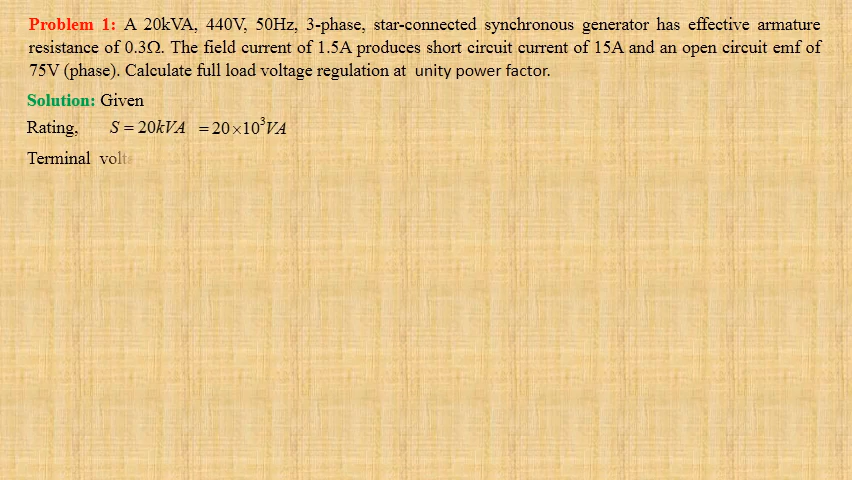 Problem 1: A 20kVA, 440V, 50Hz, 3-phase, star-connected synchronous generator has effective armature
resistance of 0.3Ω. The field current of 1.5A produces short circuit current of 15A and an open circuit emf of
75V (phase). Calculate full load voltage regulation at unity power factor.
Solution: Given
Rating, S = 20kVA = 20×10³VA
Terminal volta